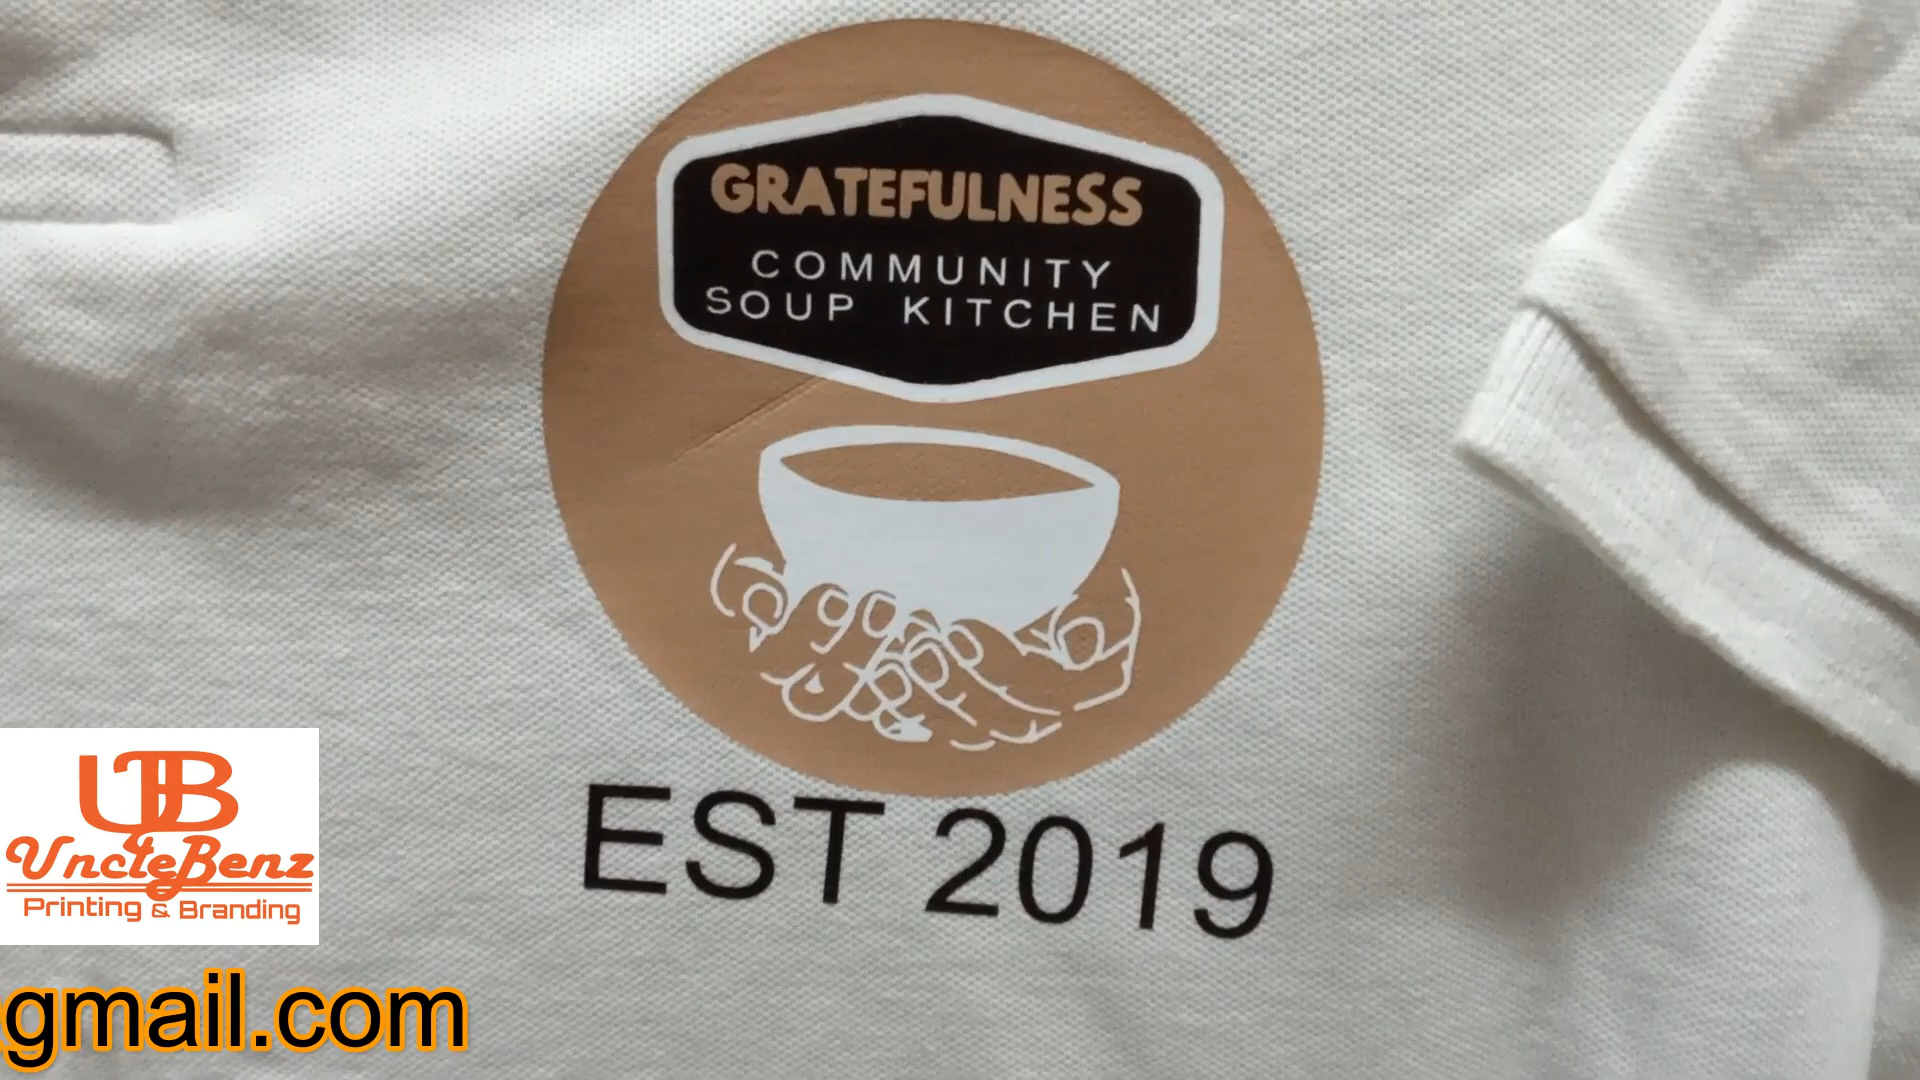 GRATEFULNESS
COMMUNITY
SOUP KITCHEN
EST 2019
UB
UncleBenz
Printing & Branding
gmail.com